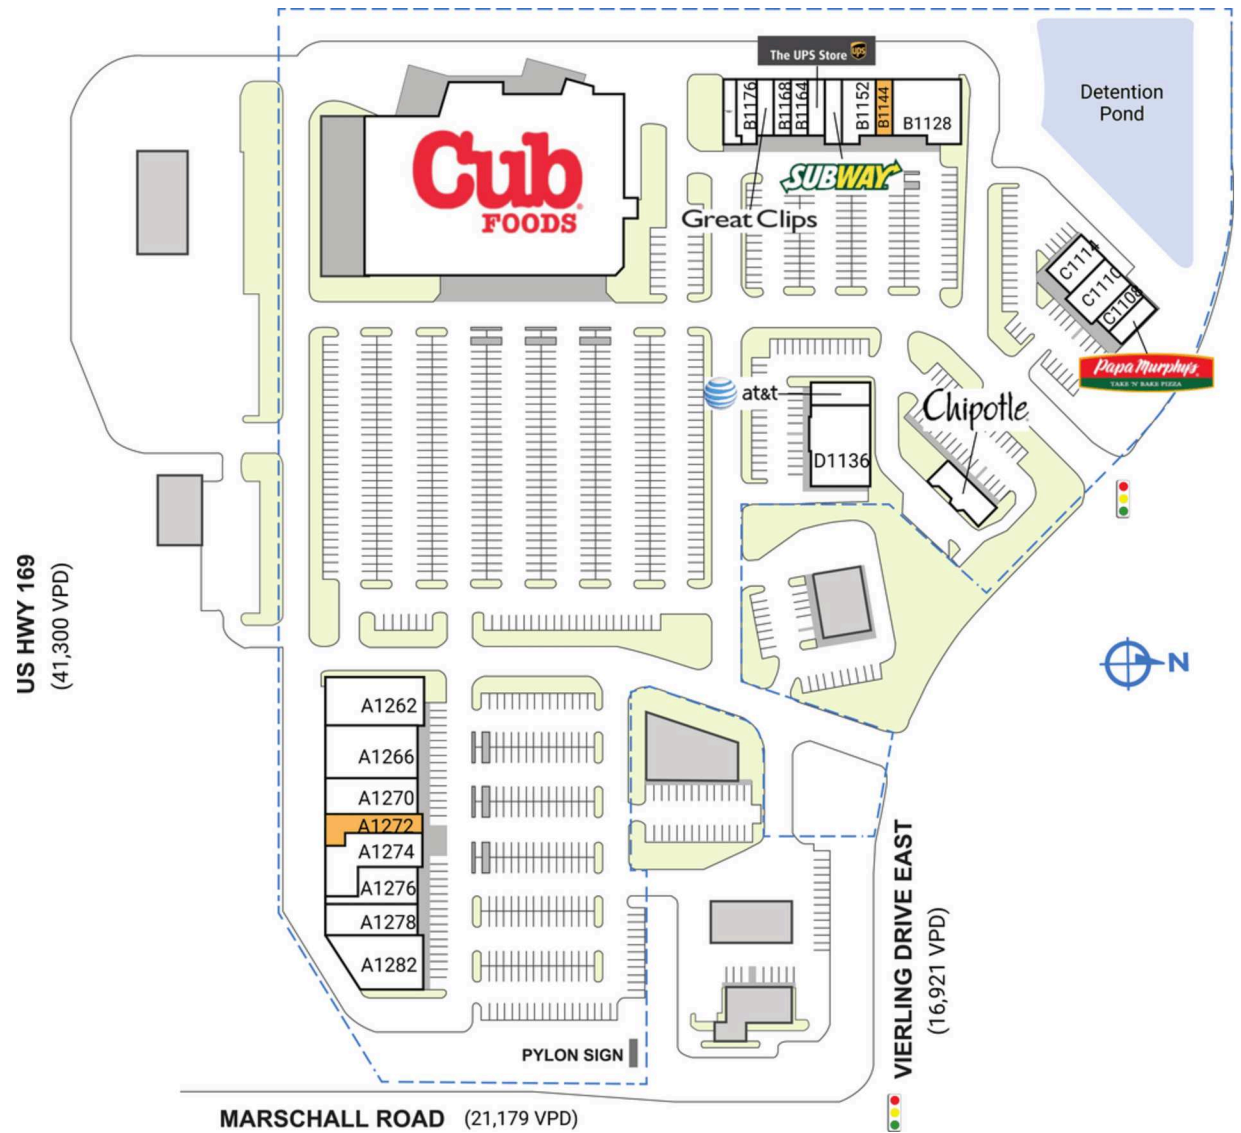 The UPS Store ups
Detention
Pond
Cub
FOODS
B1176
B1168
B1164
B1152
B1144
B1128
SUBWAY
Great Clips
C1114
C1110
C1108
Papa Murphy's
TAKE 'N' BAKE PIZZA
at&t
Chipotle
D1136
US HWY 169
(41,300 VPD)
N
A1262
A1266
A1270
A1272
A1274
A1276
A1278
A1282
VIERLING DRIVE EAST
(16,921 VPD)
PYLON SIGN
MARSCHALL ROAD (21,179 VPD)